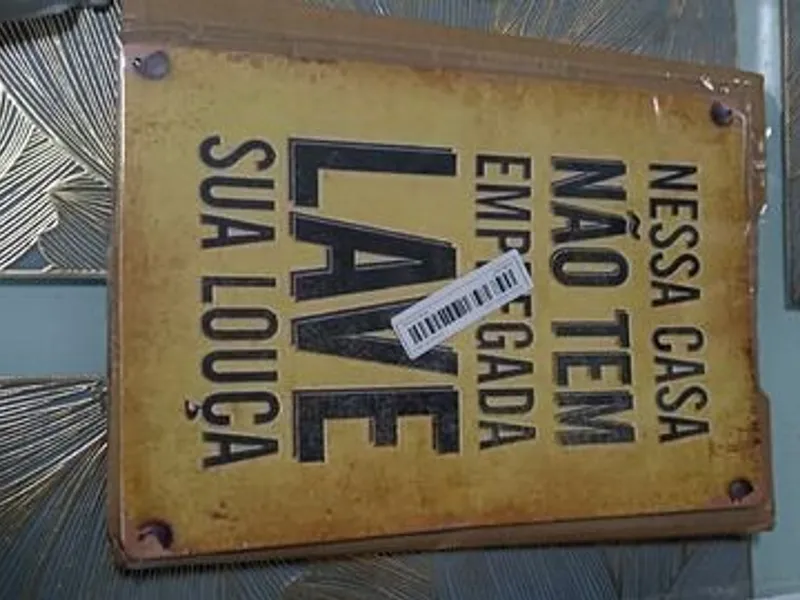 NESSA CASA
NÃO TEM
EMPREGADA
LAVE
SUA LOUÇA